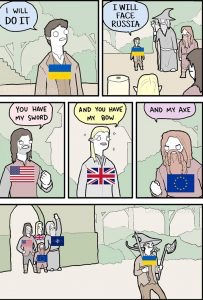 I WILL
DO IT
I WILL
FACE
RUSSIA
YOU HAVE
MY SWORD
AND YOU HAVE
MY BOW
AND MY AXE